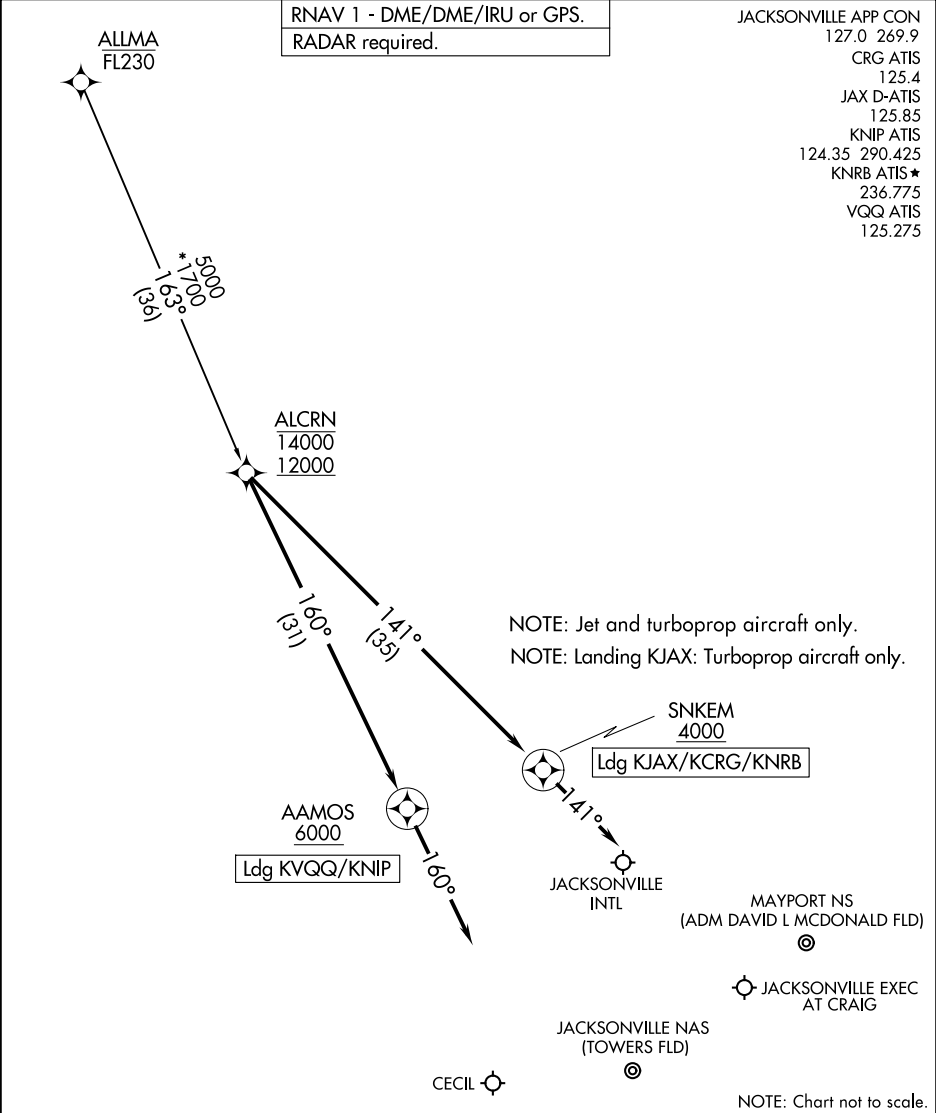 RNAV 1 - DME/DME/IRU or GPS.
RADAR required.
JACKSONVILLE APP CON
127.0 269.9
CRG ATIS
125.4
JAX D-ATIS
125.85
KNIP ATIS
124.35 290.425
KNRB ATIS★
236.775
VQQ ATIS
125.275
ALLMA
FL230
5000
*1700
163°
(36)
ALCRN
14000
12000
160°
(31)
141°
(35)
NOTE: Jet and turboprop aircraft only.
NOTE: Landing KJAX: Turboprop aircraft only.
SNKEM
4000
Ldg KJAX/KCRG/KNRB
141°
AAMOS
6000
Ldg KVQQ/KNIP
160°
JACKSONVILLE
INTL
MAYPORT NS
(ADM DAVID L MCDONALD FLD)
JACKSONVILLE EXEC
AT CRAIG
JACKSONVILLE NAS
(TOWERS FLD)
CECIL
NOTE: Chart not to scale.